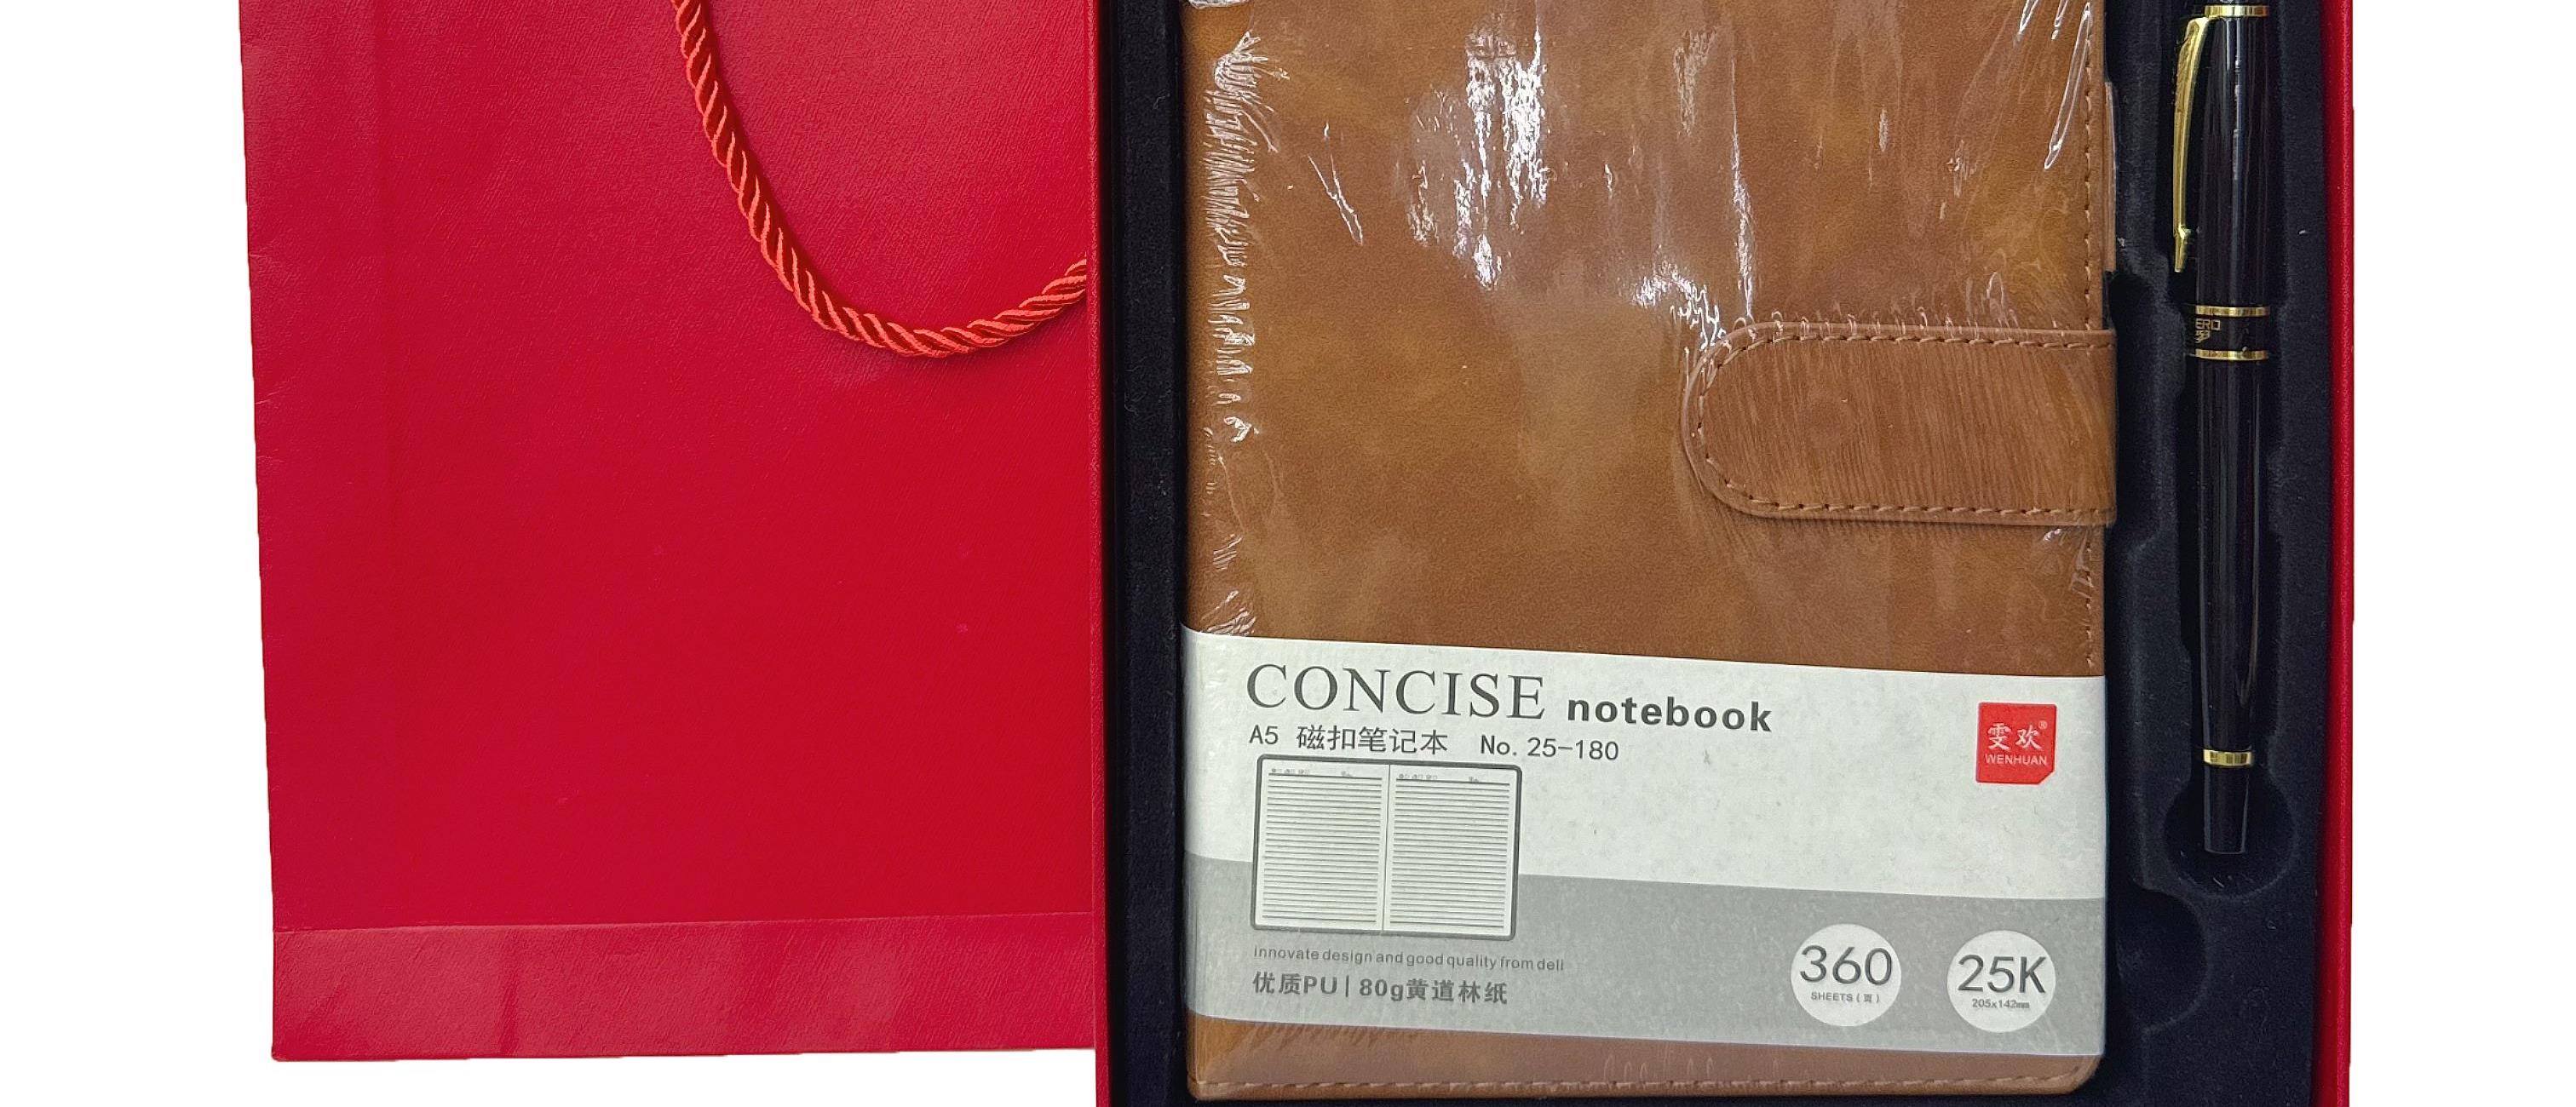 CONCISE notebook
A5 磁扣笔记本 No. 25-180
雯欢®
WENHUAN
innovate design and good quality from deli
优质PU | 80g黄道林纸
360
SHEETS (页)
25K
205x142mm